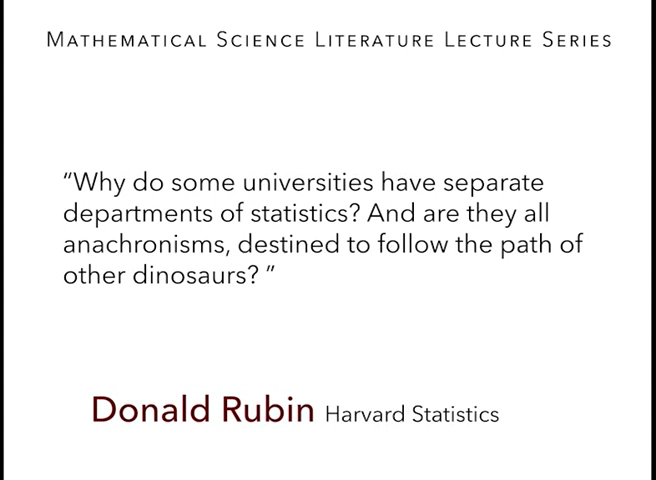 MATHEMATICAL SCIENCE LITERATURE LECTURE SERIES
“Why do some universities have separate
departments of statistics? And are they all
anachronisms, destined to follow the path of
other dinosaurs? ”
Donald Rubin Harvard Statistics